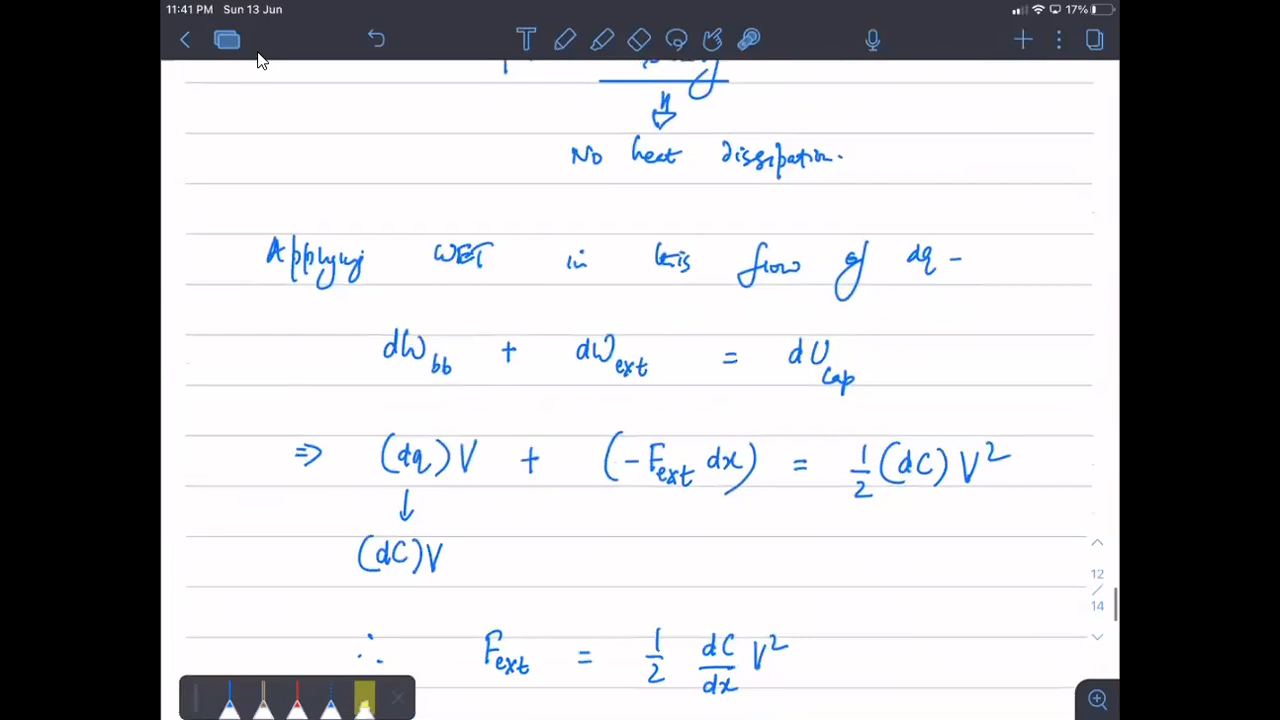 11:41 PM Sun 13 Jun 17%
T
No heat dissipation.
Applying WET in this flow of dq -
dW_bb + dW_ext = dU_cap
⇒ (dq)V + (-F_ext dx) = 1/2 (dC) V²
↓
(dC)V
12
/
14
∴ F_ext = 1/2 dC/dx V²